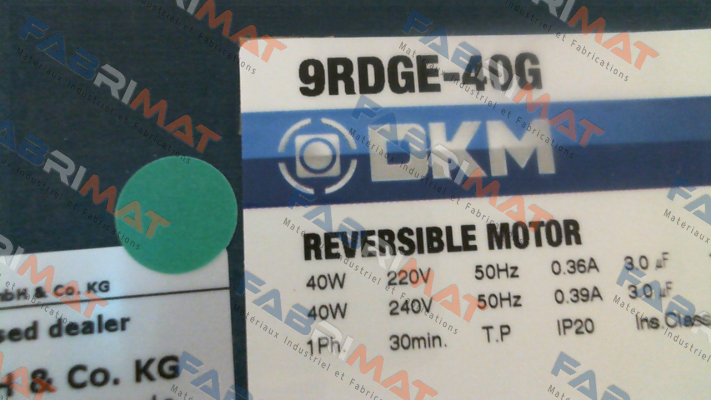 9RDGE-40G
DKM
REVERSIBLE MOTOR
40W 220V 50Hz 0.36A 3.0 µF
40W 240V 50Hz 0.39A 3.0 µF
1Ph. 30min. T.P IP20 Ins.Class
bH. & Co. KG
sed dealer
H & Co. KG
FABRIMAT
Matériaux Industriel et Fabrications